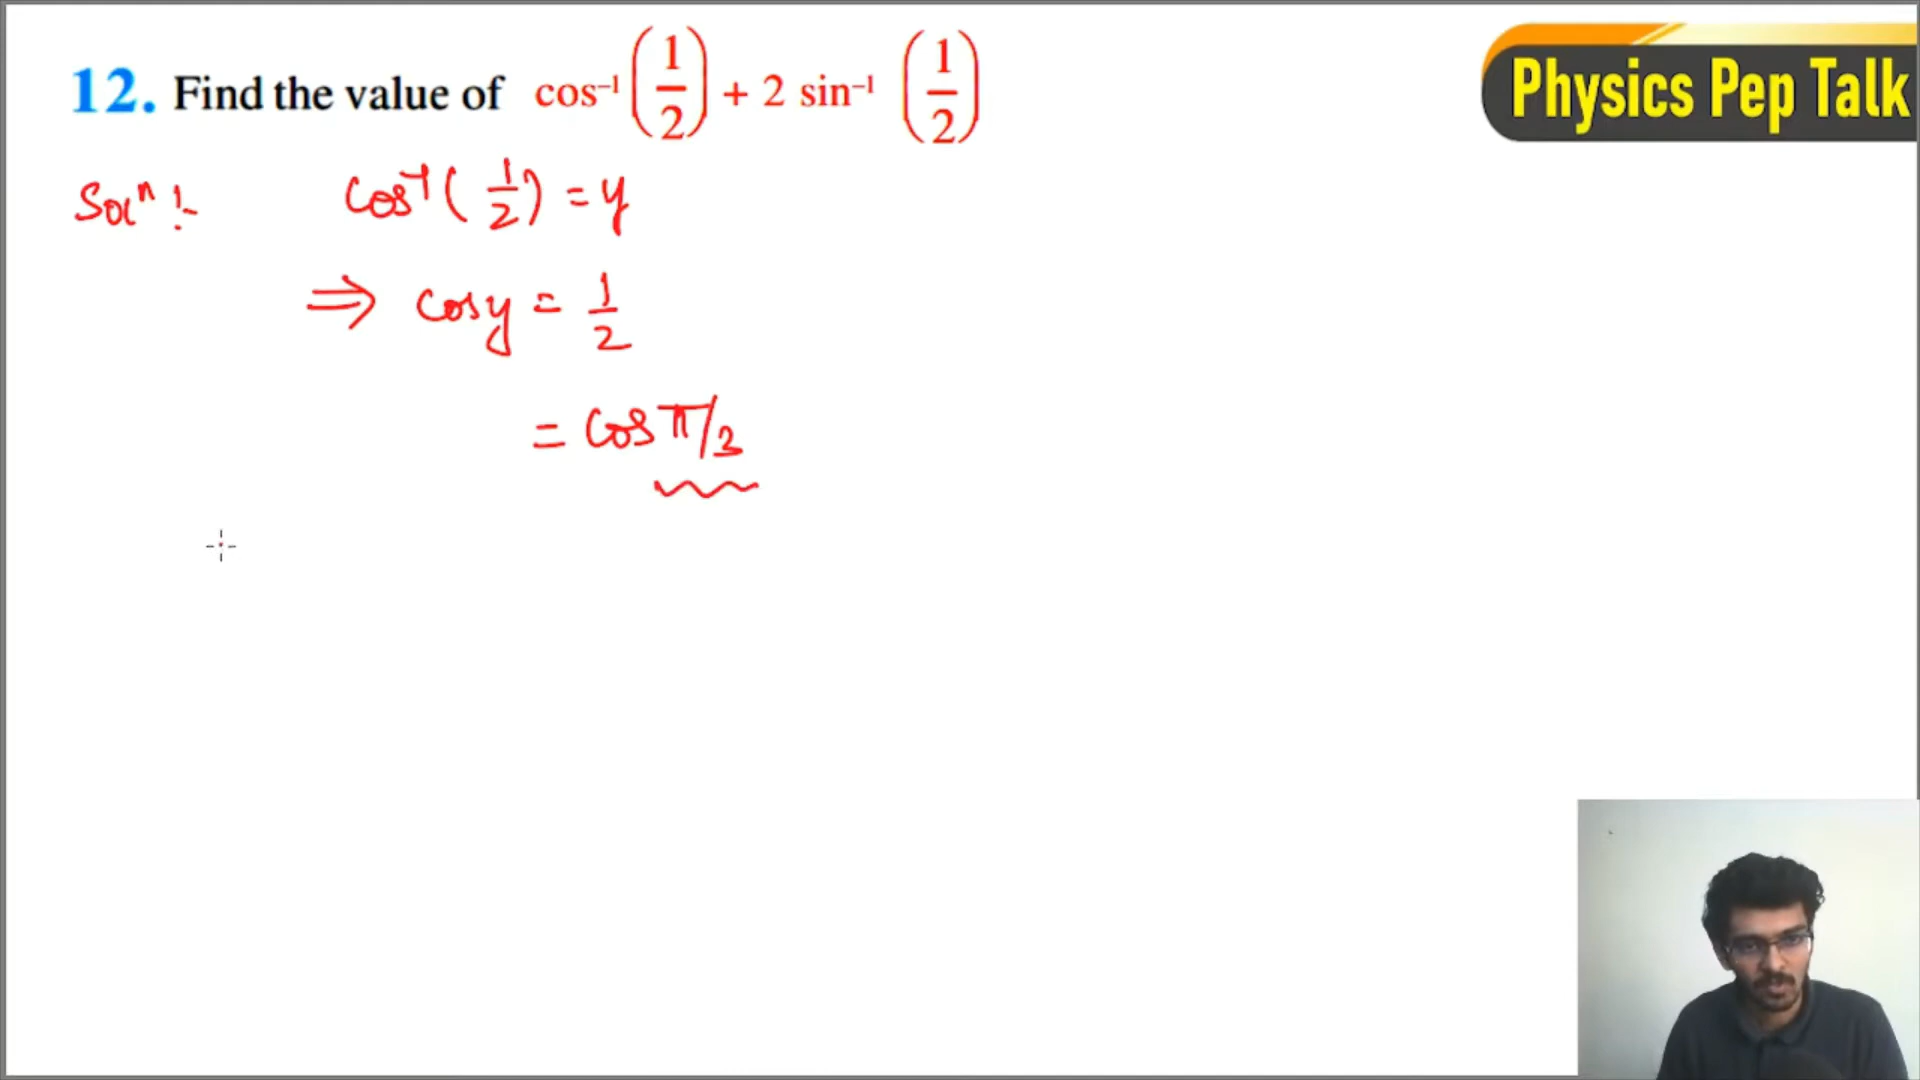 12. Find the value of cos⁻¹(1/2) + 2 sin⁻¹(1/2)
Physics Pep Talk
Solⁿ :- cos⁻¹(1/2) = y
⇒ cos y = 1/2
= cos π/3